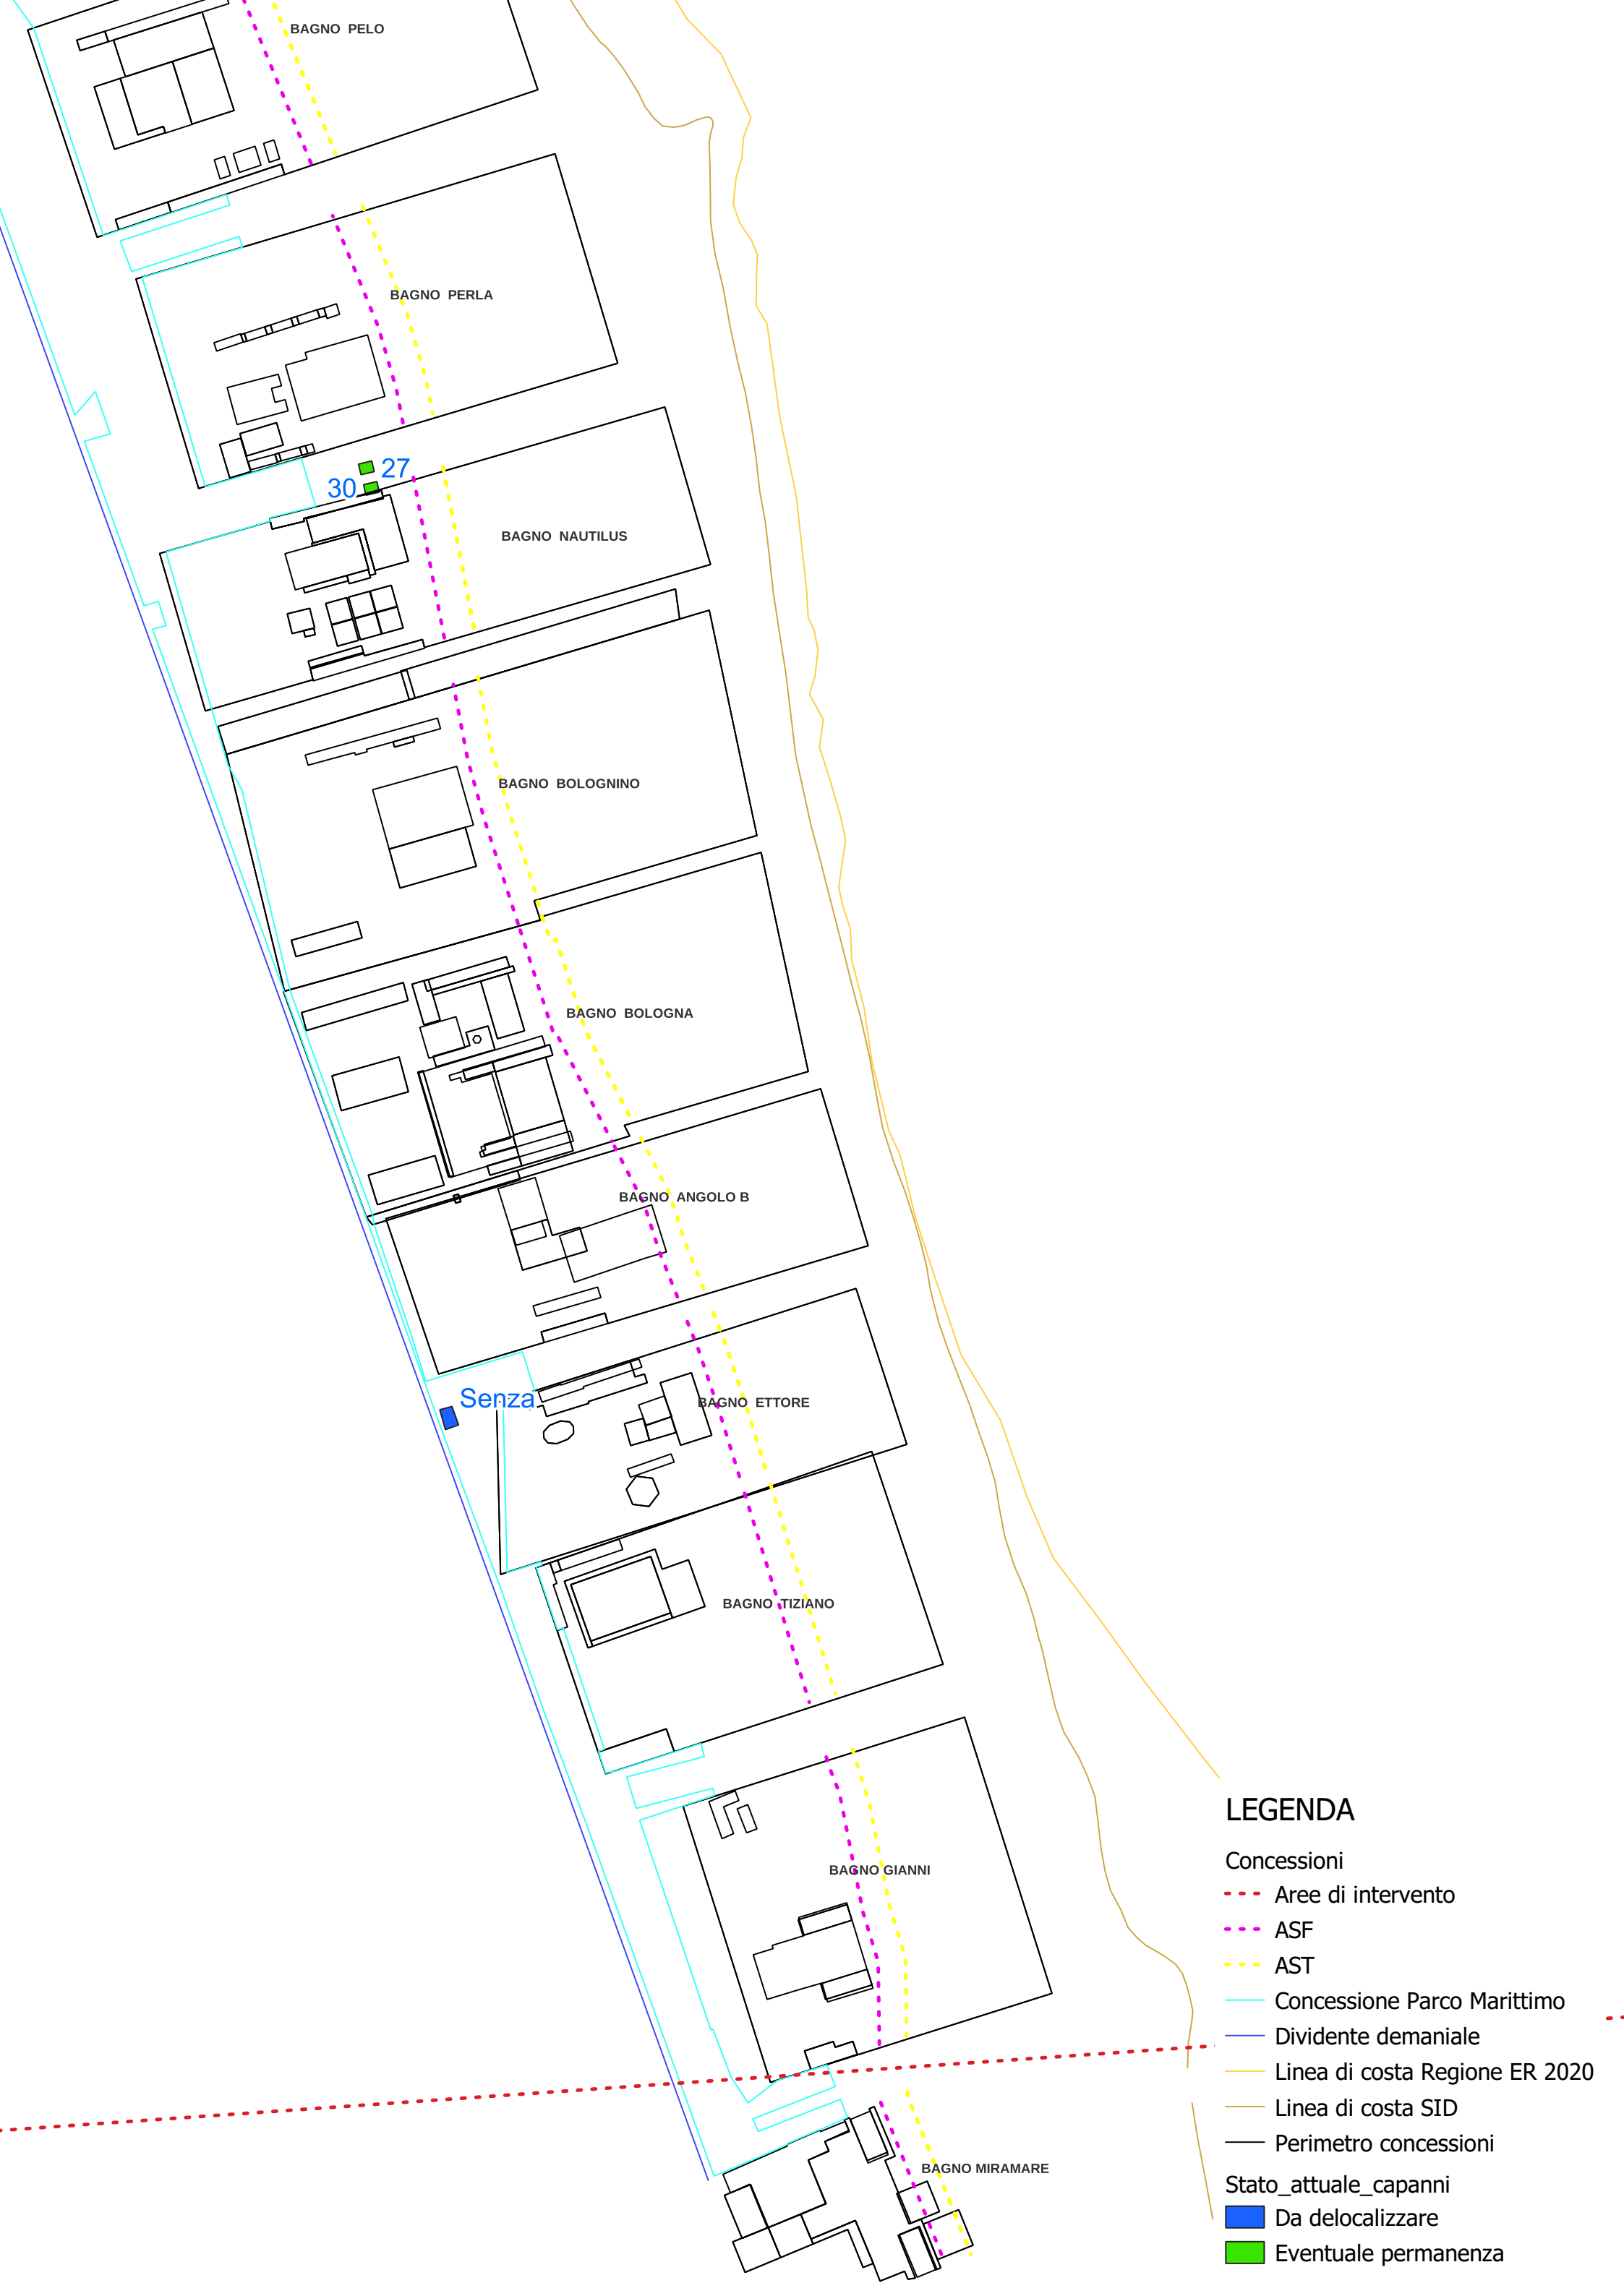 BAGNO PELO
BAGNO PERLA
27
30
BAGNO NAUTILUS
BAGNO BOLOGNINO
BAGNO BOLOGNA
BAGNO ANGOLO B
Senza
BAGNO ETTORE
BAGNO TIZIANO
BAGNO GIANNI
BAGNO MIRAMARE
LEGENDA
Concessioni
Aree di intervento
ASF
AST
Concessione Parco Marittimo
Dividente demaniale
Linea di costa Regione ER 2020
Linea di costa SID
Perimetro concessioni
Stato_attuale_capanni
Da delocalizzare
Eventuale permanenza